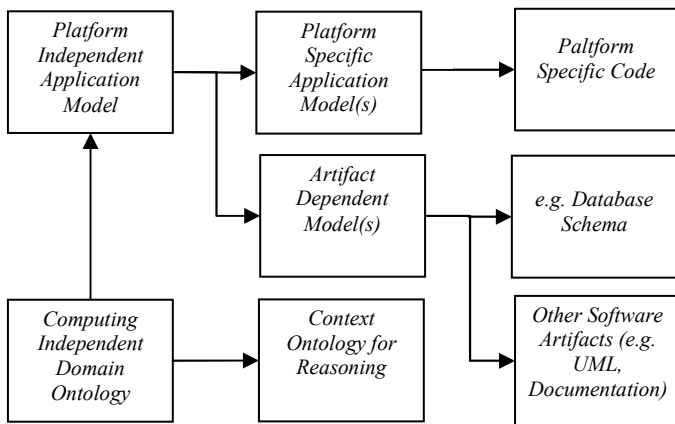 Platform
Independent
Application
Model
Platform
Specific
Application
Model(s)
Paltform
Specific Code
Artifact
Dependent
Model(s)
e.g. Database
Schema
Computing
Independent
Domain
Ontology
Context
Ontology for
Reasoning
Other Software
Artifacts (e.g.
UML,
Documentation)